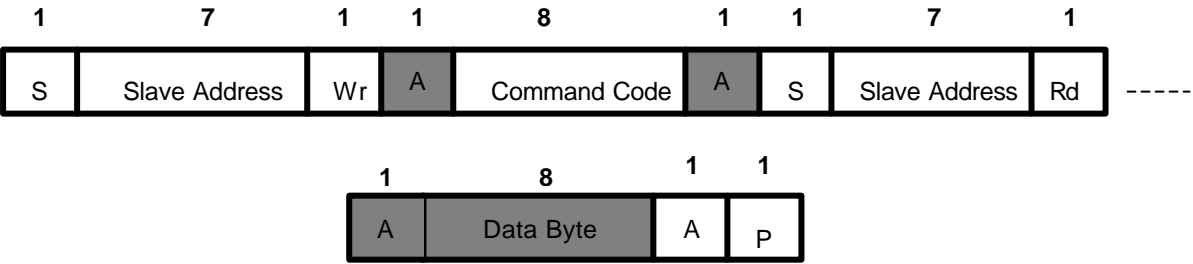 1 7 1 1 8 1 1 7 1
S Slave Address Wr A Command Code A S Slave Address Rd
1 8 1 1
A Data Byte A P